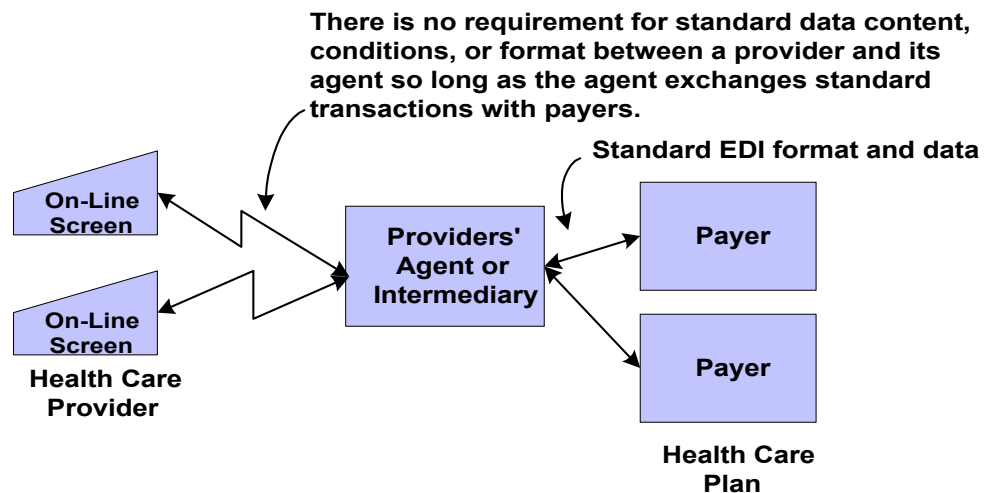 There is no requirement for standard data content,
conditions, or format between a provider and its
agent so long as the agent exchanges standard
transactions with payers.
Standard EDI format and data
On-Line
Screen
Providers'
Agent or
Intermediary
Payer
On-Line
Screen
Payer
Health Care
Provider
Health Care
Plan